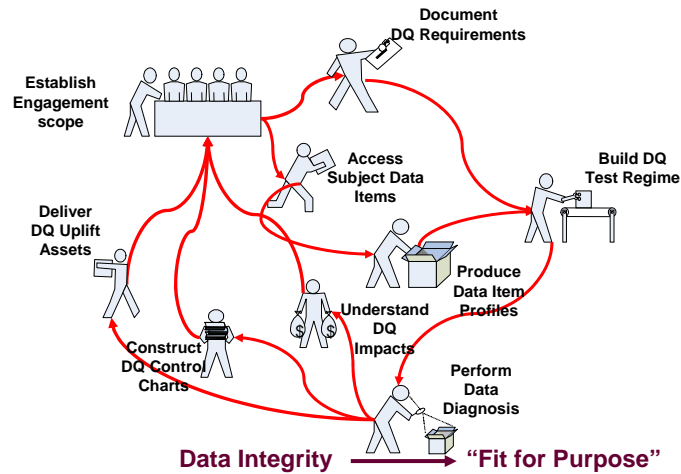 Document
DQ Requirements
Establish
Engagement
scope
Access
Subject Data
Items
Build DQ
Test Regime
Deliver
DQ Uplift
Assets
Produce
Data Item
Profiles
$ $
Understand
DQ
Impacts
Construct
DQ Control
Charts
Perform
Data
Diagnosis
Data Integrity “Fit for Purpose”